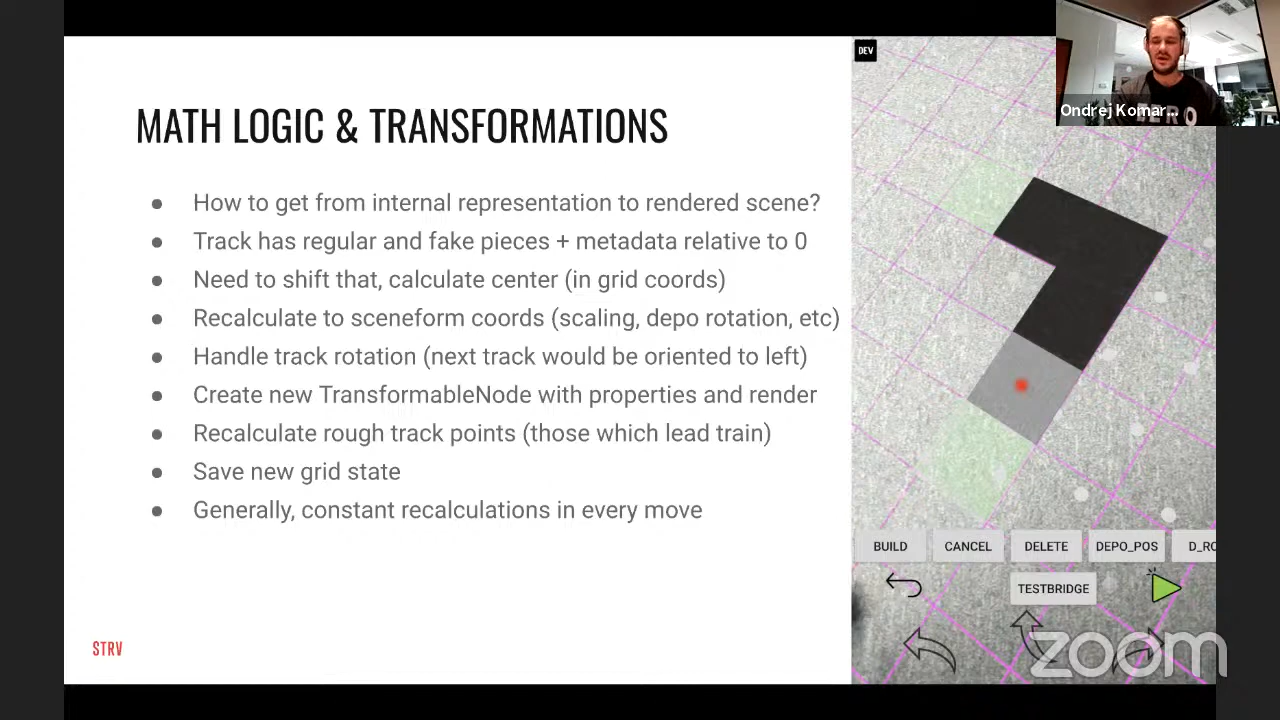 DEV
Ondrej Komar...
ZERO
MATH LOGIC & TRANSFORMATIONS
● How to get from internal representation to rendered scene?
● Track has regular and fake pieces + metadata relative to 0
● Need to shift that, calculate center (in grid coords)
● Recalculate to sceneform coords (scaling, depo rotation, etc)
● Handle track rotation (next track would be oriented to left)
● Create new TransformableNode with properties and render
● Recalculate rough track points (those which lead train)
● Save new grid state
● Generally, constant recalculations in every move
BUILD CANCEL DELETE DEPO_POS D_RO
TESTBRIDGE
STRV
zoom